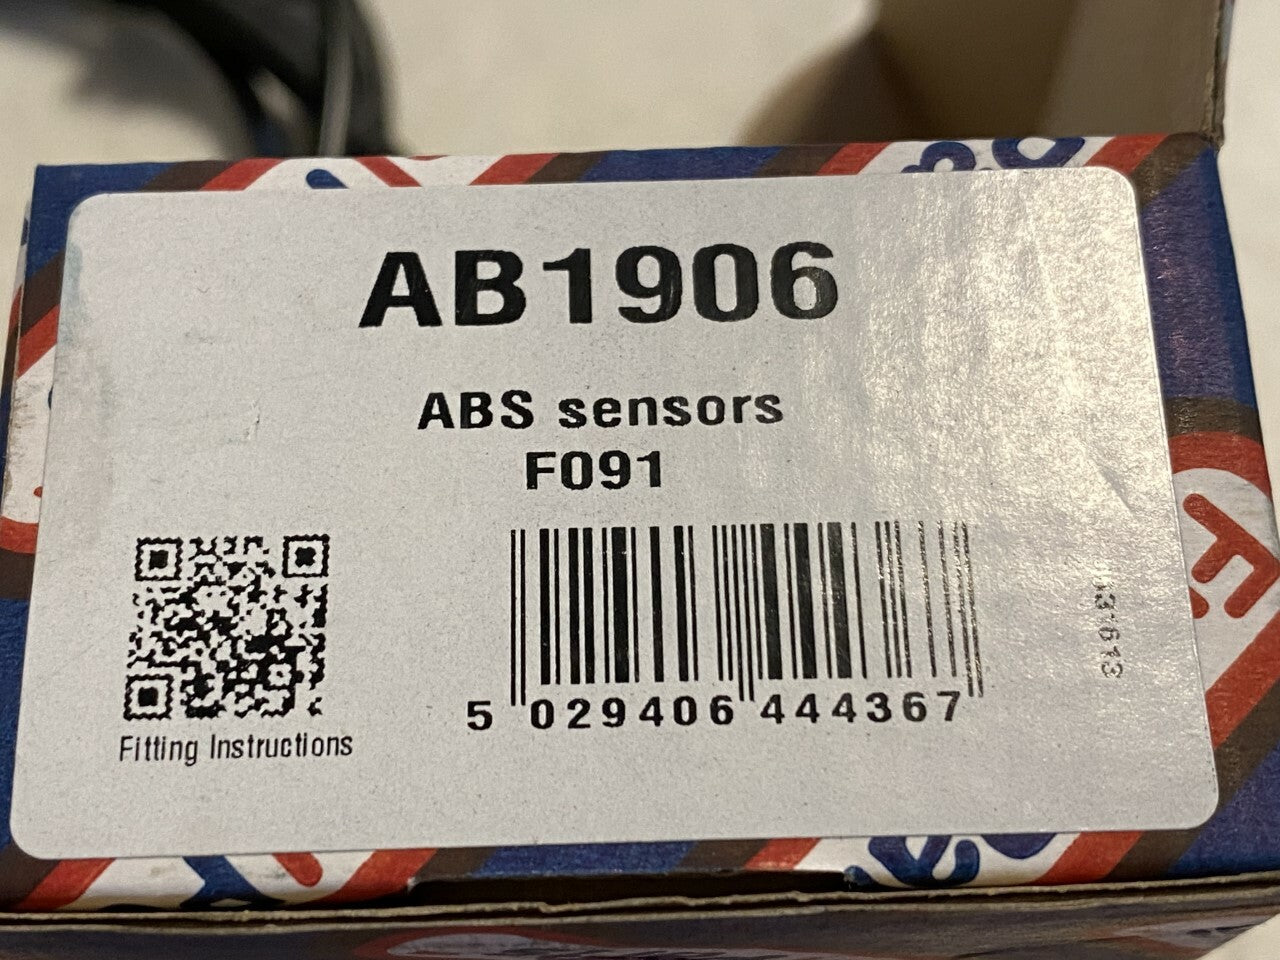 AB1906
ABS sensors
F091
Fitting Instructions
5 029406 444367